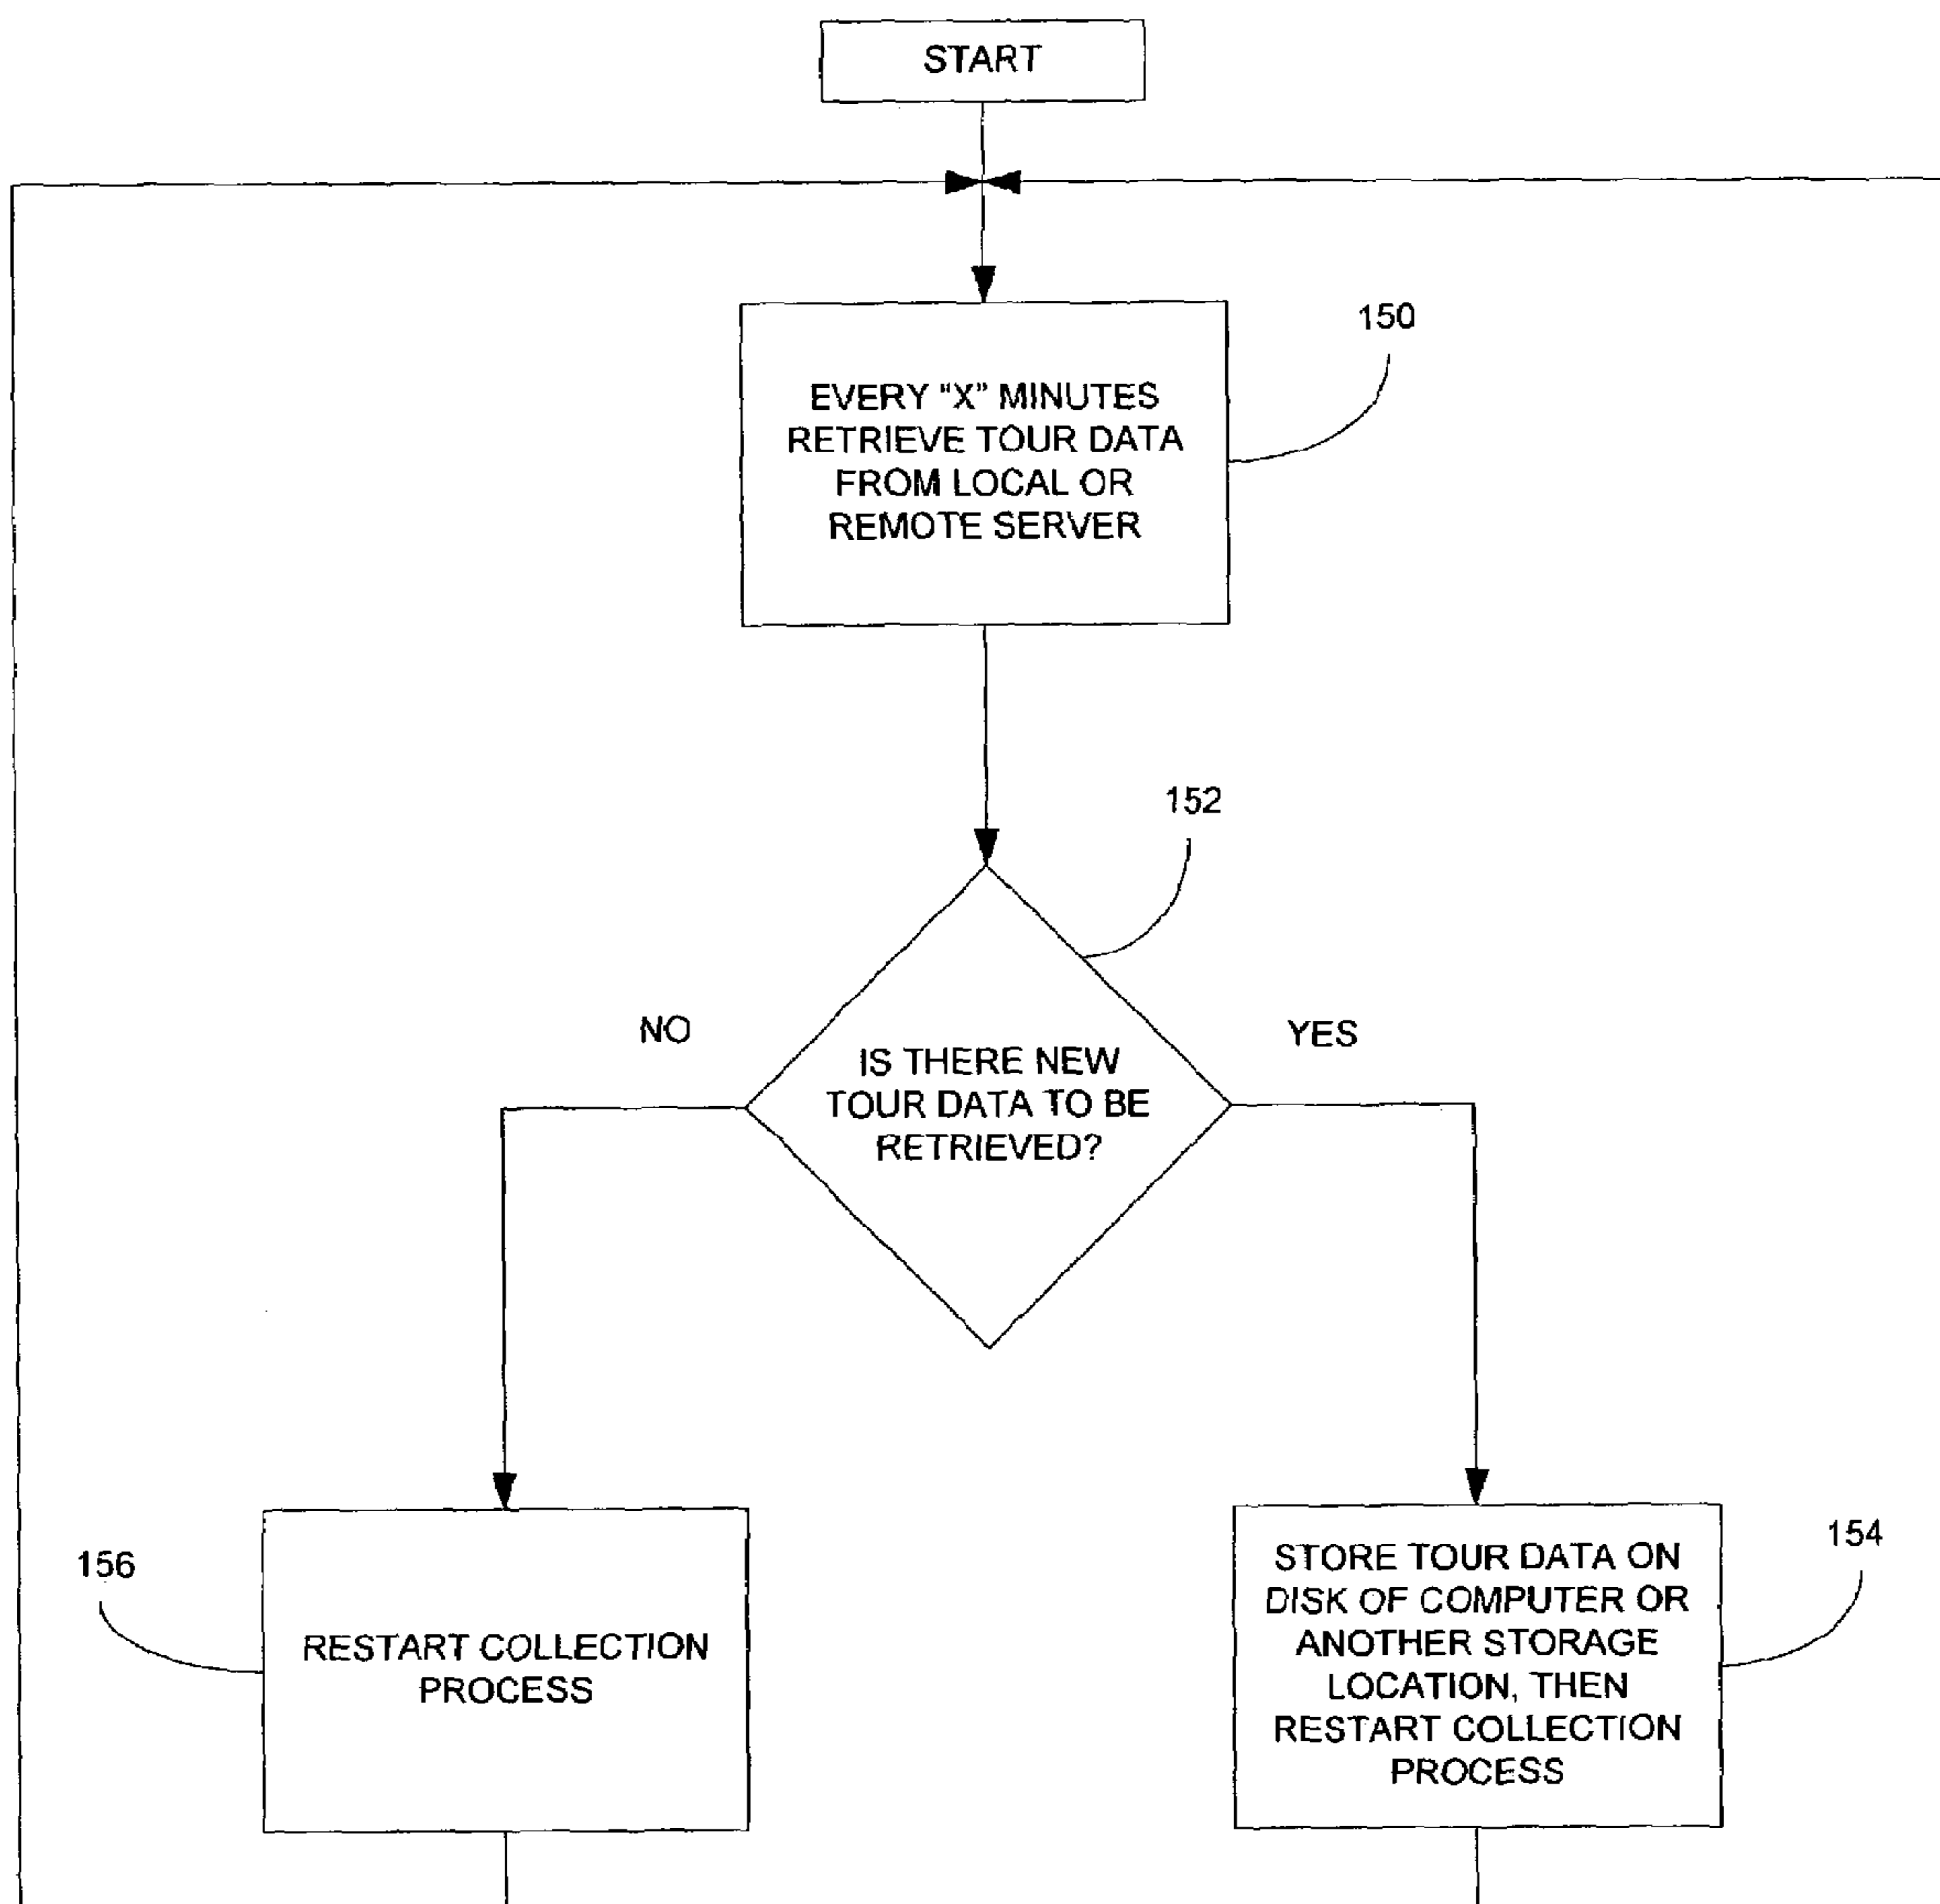 START
150
EVERY "X" MINUTES
RETRIEVE TOUR DATA
FROM LOCAL OR
REMOTE SERVER
152
NO
YES
IS THERE NEW
TOUR DATA TO BE
RETRIEVED?
156
RESTART COLLECTION
PROCESS
154
STORE TOUR DATA ON
DISK OF COMPUTER OR
ANOTHER STORAGE
LOCATION, THEN
RESTART COLLECTION
PROCESS